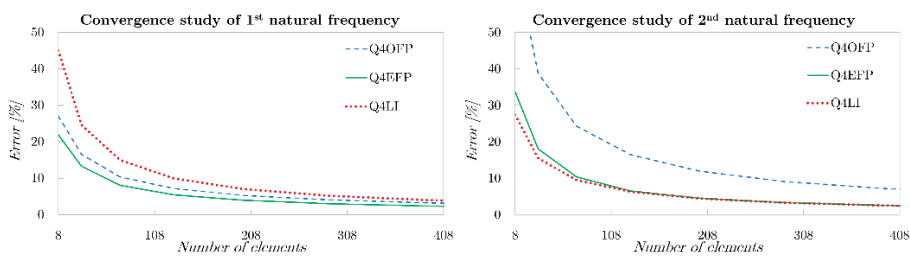 Convergence study of 1st natural frequency
50
40
30
20
10
0
Error [%]
Q4OFP
Q4EFP
Q4LI
8
108
208
308
408
Number of elements
Convergence study of 2nd natural frequency
50
40
30
20
10
0
Error [%]
Q4OFP
Q4EFP
Q4LI
8
108
208
308
408
Number of elements